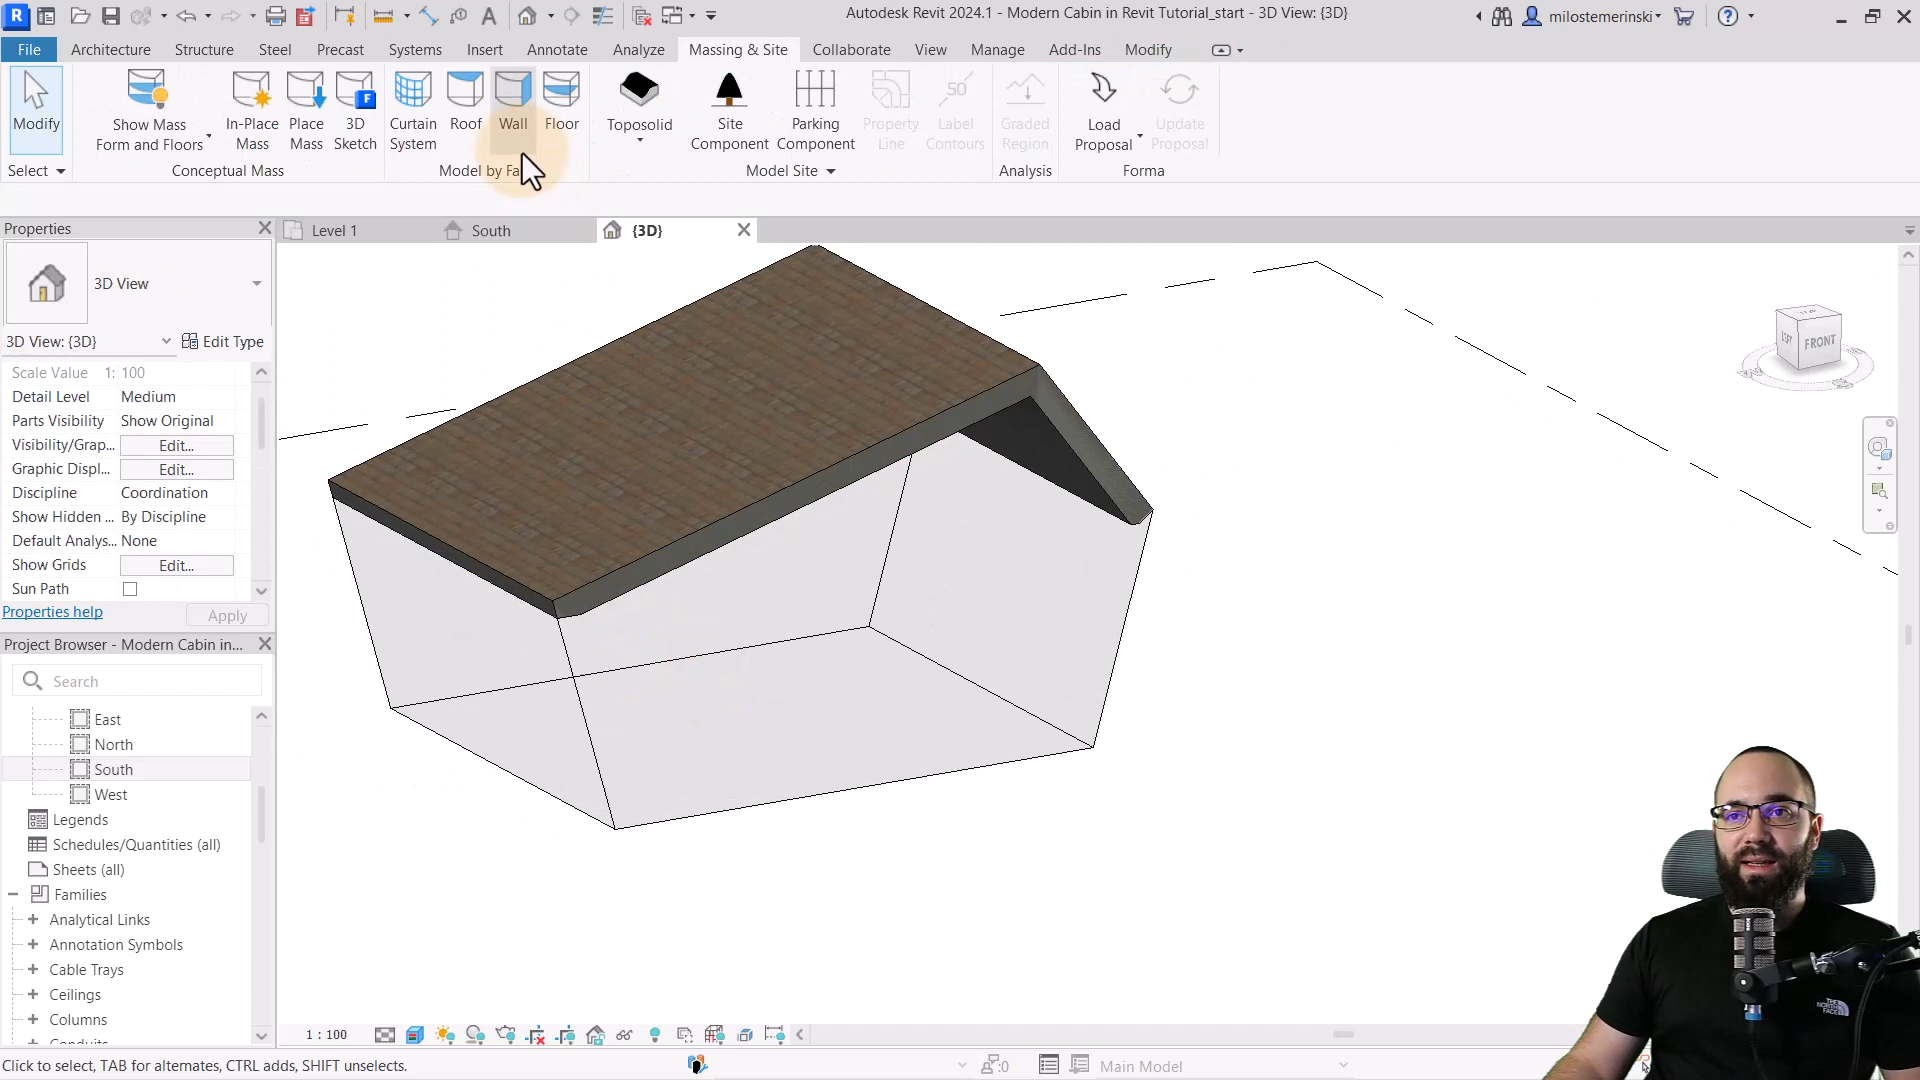 Autodesk Revit 2024.1 - Modern Cabin in Revit Tutorial_start - 3D View: {3D}
milostemerinski
File Architecture Structure Steel Precast Systems Insert Annotate Analyze Massing & Site Collaborate View Manage Add-Ins Modify
Modify
Show Mass
Form and Floors
In-Place
Mass
Place
Mass
3D
Sketch
Curtain
System
Roof
Wall
Floor
Toposolid
Site
Component
Parking
Component
Property
Line
50
Label
Contours
Graded
Region
Load
Proposal
Update
Proposal
Select
Conceptual Mass
Model by Fa
Model Site
Analysis
Forma
Properties
Level 1
South
{3D}
3D View
3D View: {3D}
Edit Type
Scale Value 1: 100
Detail Level Medium
Parts Visibility Show Original
Visibility/Grap... Edit...
Graphic Displ... Edit...
Discipline Coordination
Show Hidden ... By Discipline
Default Analys... None
Show Grids Edit...
Sun Path
Properties help
Apply
Project Browser - Modern Cabin in...
Search
East
North
South
West
Legends
Schedules/Quantities (all)
Sheets (all)
Families
Analytical Links
Annotation Symbols
Cable Trays
Ceilings
Columns
TOP
LEFT
FRONT
THE
NORTH
FACE
1 : 100
Click to select, TAB for alternates, CTRL adds, SHIFT unselects.
:0
Main Model